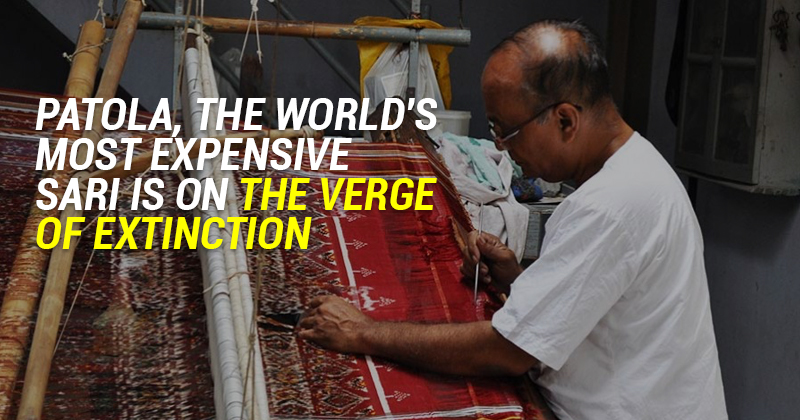 PATOLA, THE WORLD'S
MOST EXPENSIVE
SARI IS ON THE VERGE
OF EXTINCTION